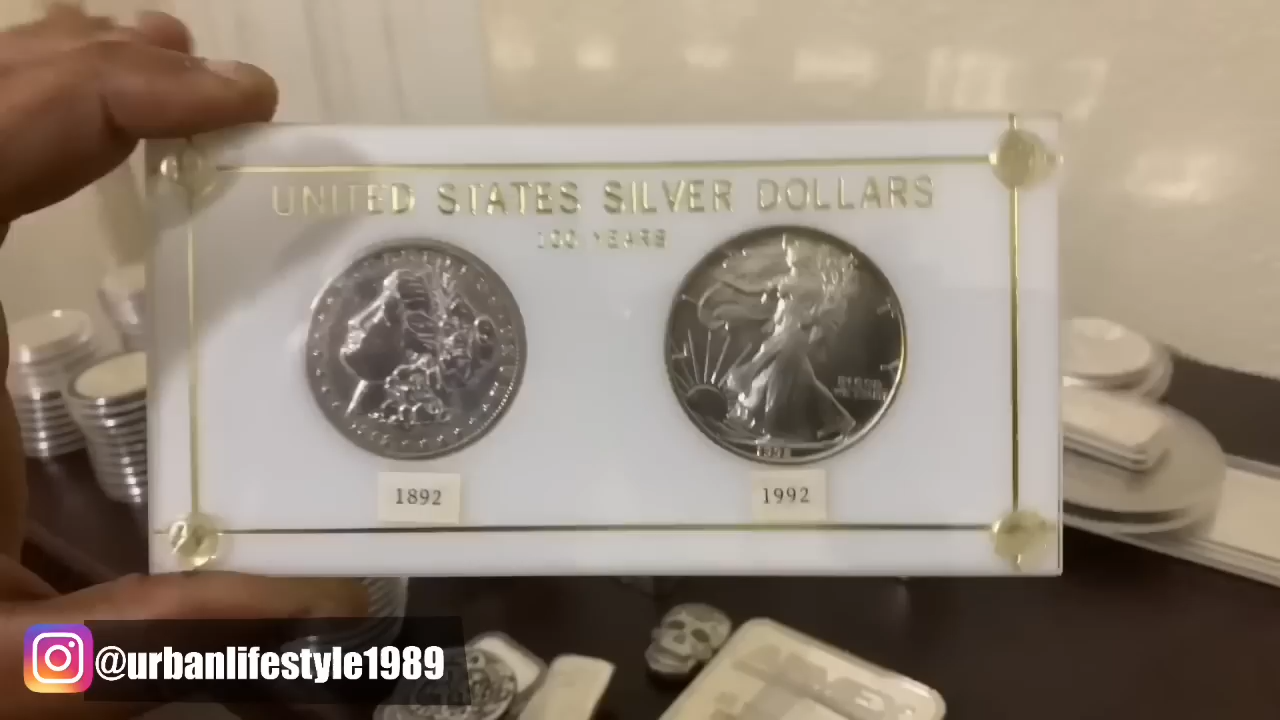 UNITED STATES SILVER DOLLARS
100 YEARS
1892
1992
@urbanlifestyle1989